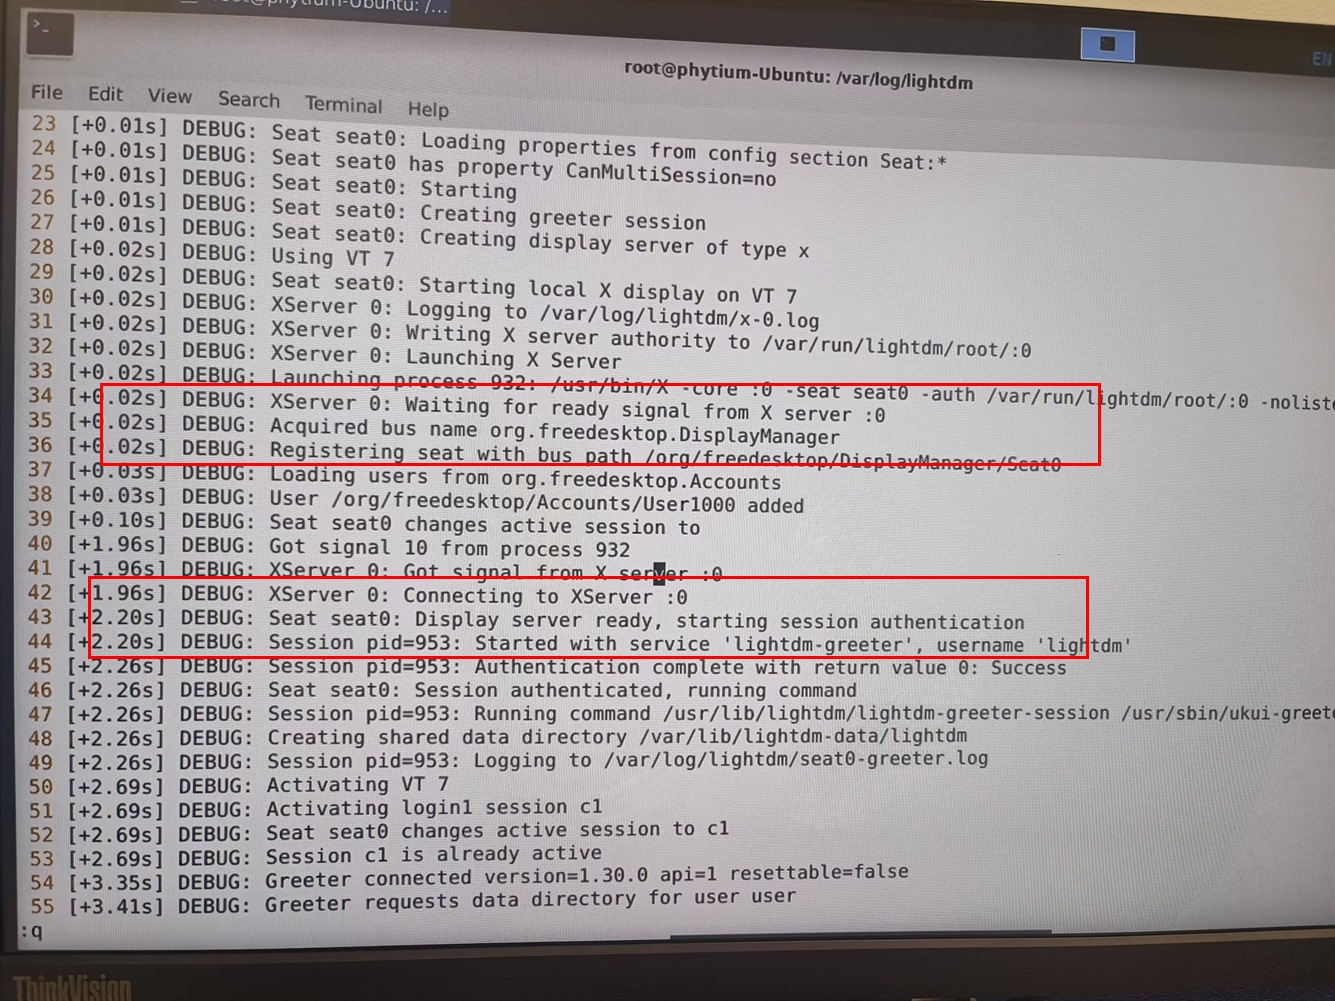 root@phytium-Ubuntu: /...
EN
root@phytium-Ubuntu: /var/log/lightdm
File Edit View Search Terminal Help
23 [+0.01s] DEBUG: Seat seat0: Loading properties from config section Seat:*
24 [+0.01s] DEBUG: Seat seat0 has property CanMultiSession=no
25 [+0.01s] DEBUG: Seat seat0: Starting
26 [+0.01s] DEBUG: Seat seat0: Creating greeter session
27 [+0.01s] DEBUG: Seat seat0: Creating display server of type x
28 [+0.02s] DEBUG: Using VT 7
29 [+0.02s] DEBUG: Seat seat0: Starting local X display on VT 7
30 [+0.02s] DEBUG: XServer 0: Logging to /var/log/lightdm/x-0.log
31 [+0.02s] DEBUG: XServer 0: Writing X server authority to /var/run/lightdm/root/:0
32 [+0.02s] DEBUG: XServer 0: Launching X Server
33 [+0.02s] DEBUG: Launching process 932: /usr/bin/X -core :0 -seat seat0 -auth /var/run/lightdm/root/:0 -noliste
34 [+0.02s] DEBUG: XServer 0: Waiting for ready signal from X server :0
35 [+0.02s] DEBUG: Acquired bus name org.freedesktop.DisplayManager
36 [+0.02s] DEBUG: Registering seat with bus path /org/freedesktop/DisplayManager/Seat0
37 [+0.03s] DEBUG: Loading users from org.freedesktop.Accounts
38 [+0.03s] DEBUG: User /org/freedesktop/Accounts/User1000 added
39 [+0.10s] DEBUG: Seat seat0 changes active session to
40 [+1.96s] DEBUG: Got signal 10 from process 932
41 [+1.96s] DEBUG: XServer 0: Got signal from X server :0
42 [+1.96s] DEBUG: XServer 0: Connecting to XServer :0
43 [+2.20s] DEBUG: Seat seat0: Display server ready, starting session authentication
44 [+2.20s] DEBUG: Session pid=953: Started with service 'lightdm-greeter', username 'lightdm'
45 [+2.26s] DEBUG: Session pid=953: Authentication complete with return value 0: Success
46 [+2.26s] DEBUG: Seat seat0: Session authenticated, running command
47 [+2.26s] DEBUG: Session pid=953: Running command /usr/lib/lightdm/lightdm-greeter-session /usr/sbin/ukui-greete
48 [+2.26s] DEBUG: Creating shared data directory /var/lib/lightdm-data/lightdm
49 [+2.26s] DEBUG: Session pid=953: Logging to /var/log/lightdm/seat0-greeter.log
50 [+2.69s] DEBUG: Activating VT 7
51 [+2.69s] DEBUG: Activating login1 session c1
52 [+2.69s] DEBUG: Seat seat0 changes active session to c1
53 [+2.69s] DEBUG: Session c1 is already active
54 [+3.35s] DEBUG: Greeter connected version=1.30.0 api=1 resettable=false
55 [+3.41s] DEBUG: Greeter requests data directory for user user
:q
ThinkVision